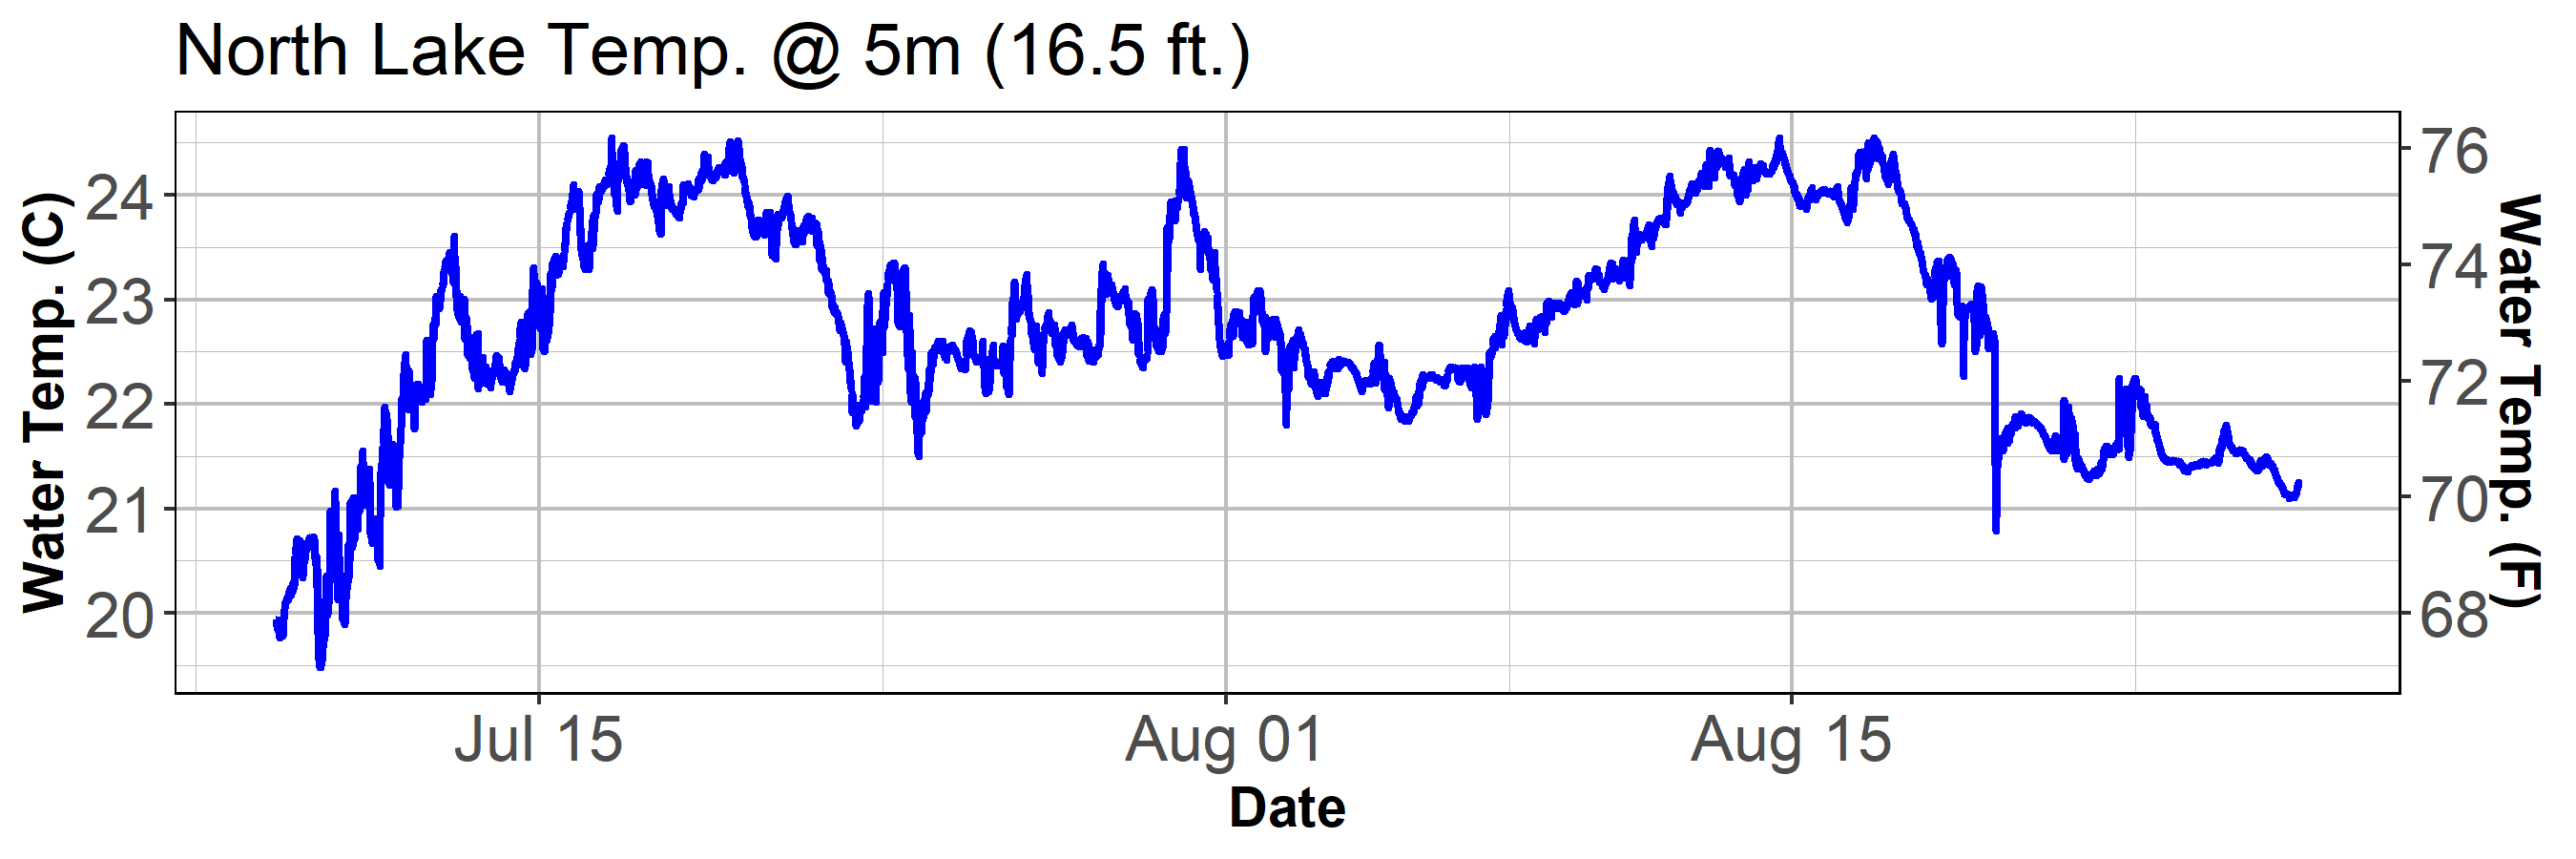 North Lake Temp. @ 5m (16.5 ft.)
Water Temp. (C)
24
23
22
21
20
76
74
72
70
68
Water Temp. (F)
Jul 15
Aug 01
Aug 15
Date